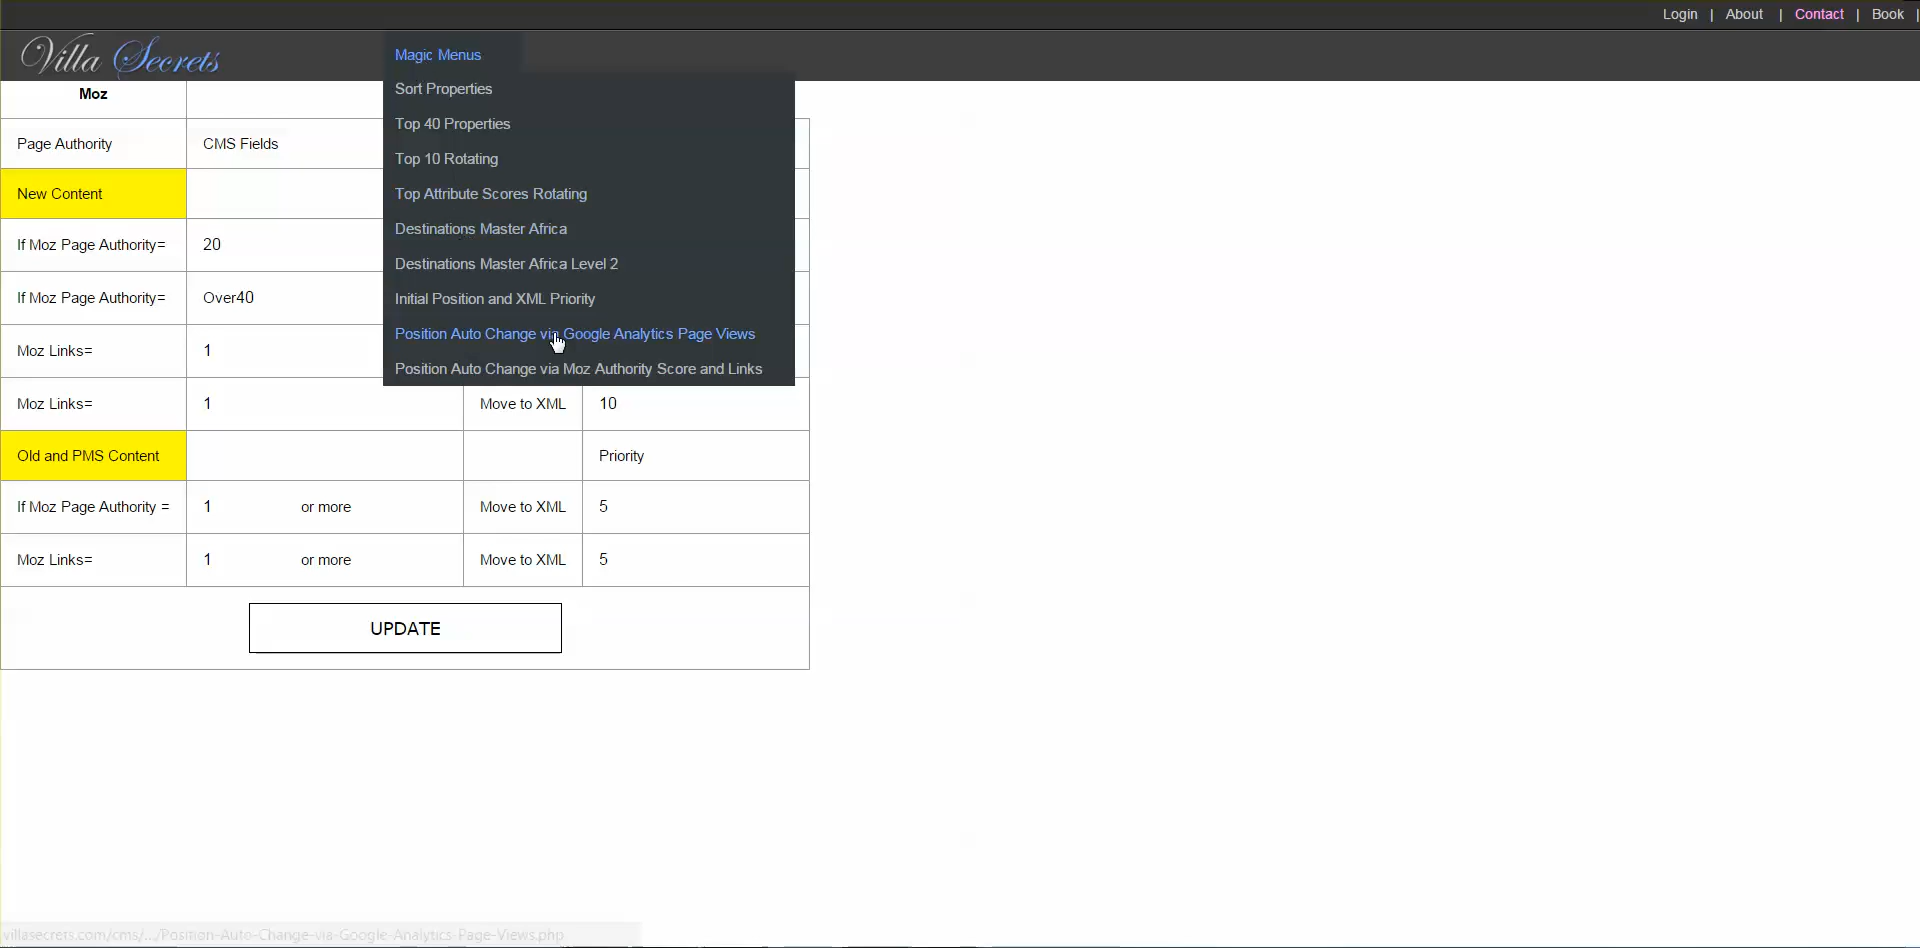 Login | About | Contact | Book |
Villa Secrets
Magic Menus
Sort Properties
Top 40 Properties
Top 10 Rotating
Top Attribute Scores Rotating
Destinations Master Africa
Destinations Master Africa Level 2
Initial Position and XML Priority
Position Auto Change via Google Analytics Page Views
Position Auto Change via Moz Authority Score and Links
Moz
Page Authority CMS Fields
New Content
If Moz Page Authority= 20
If Moz Page Authority= Over40
Moz Links= 1
Moz Links= 1 Move to XML 10
Old and PMS Content Priority
If Moz Page Authority = 1 or more Move to XML 5
Moz Links= 1 or more Move to XML 5
UPDATE
villasecrets.com/cms/.../Position-Auto-Change-via-Google-Analytics-Page-Views.php